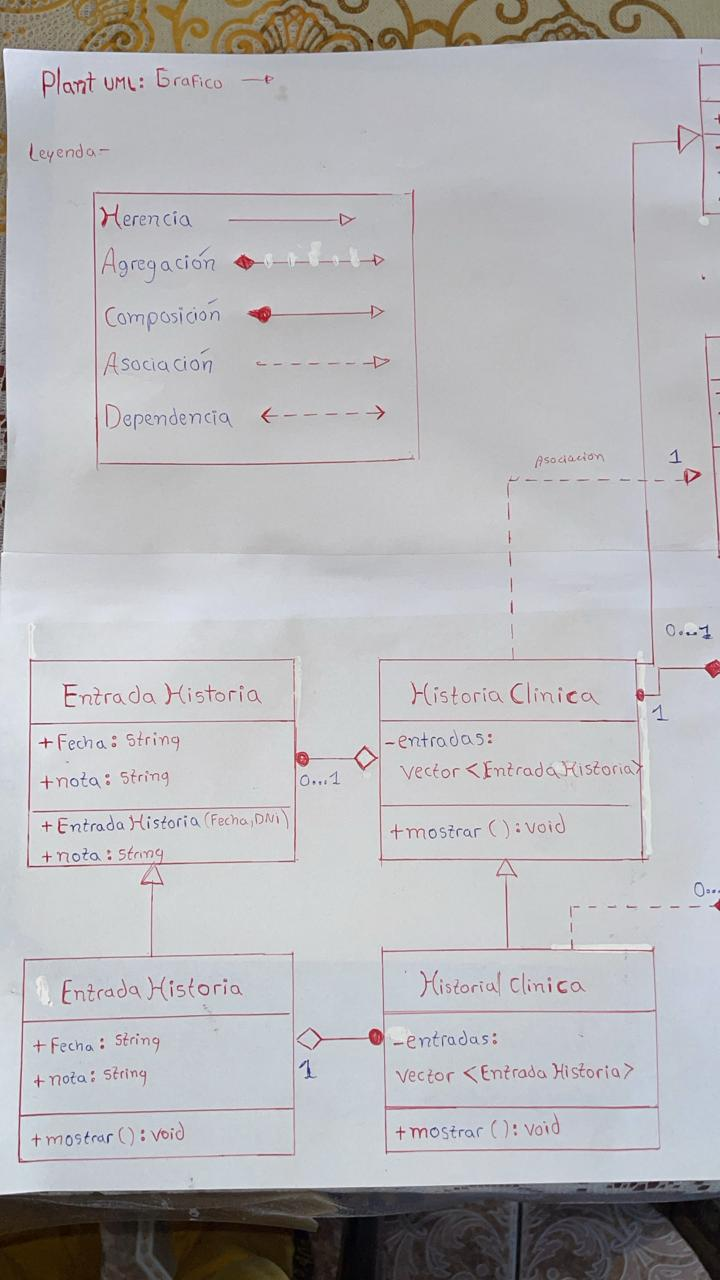 Plant UML: Grafico
Leyenda-
Herencia
Agregación
Composición
Asociación
Dependencia
Asociacion
1
0...1
Entrada Historia
+Fecha: String
+nota: String
+Entrada Historia (Fecha, DNi)
+nota: String
0...1
Historia Clinica
-entradas:
vector <Entrada Historia>
+mostrar ( ): void
1
0...
Entrada Historia
+Fecha: String
+nota: String
+mostrar ( ): void
1
Historial Clinica
-entradas:
vector <Entrada Historia>
+mostrar ( ): void